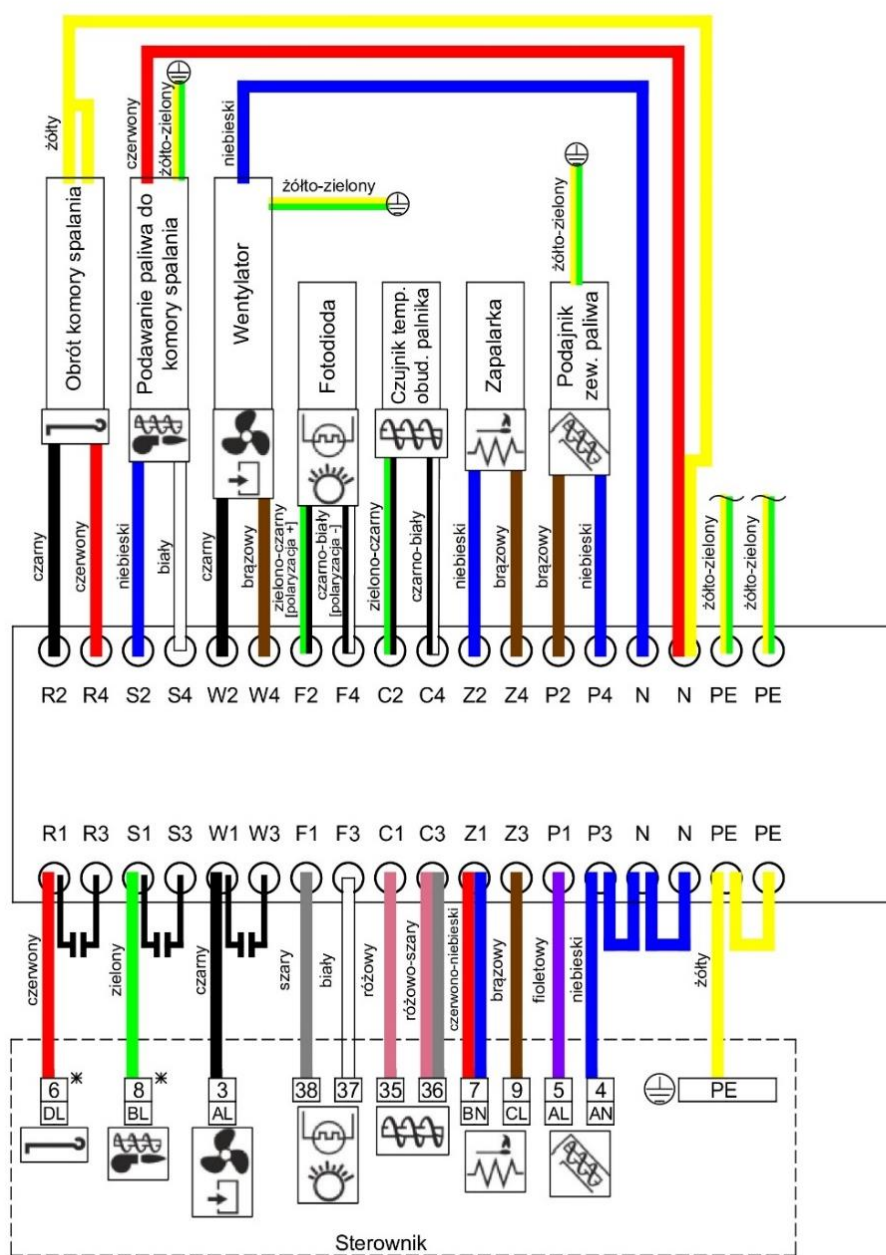 żółty
czerwony
żółto-zielony
niebieski
żółto-zielony
żółto-zielony
Obrót komory spalania
Podawanie paliwa do
komory spalania
Wentylator
Fotodioda
Czujnik temp.
obud. palnika
Zapalarka
Podajnik
zew. paliwa
czarny
czerwony
niebieski
biały
czarny
brązowy
zielono-czarny
[polaryzacja +]
czarno-biały
[polaryzacja -]
zielono-czarny
czarno-biały
niebieski
brązowy
brązowy
niebieski
żółto-zielony
żółto-zielony
R2 R4 S2 S4 W2 W4 F2 F4 C2 C4 Z2 Z4 P2 P4 N N PE PE
R1 R3 S1 S3 W1 W3 F1 F3 C1 C3 Z1 Z3 P1 P3 N N PE PE
czerwony
zielony
czarny
szary
biały
różowy
różowo-szary
czerwono-niebieski
brązowy
fioletowy
niebieski
żółty
6 * 8 * 3 38 37 35 36 7 9 5 4 PE
DL BL AL BN CL AL AN
Sterownik